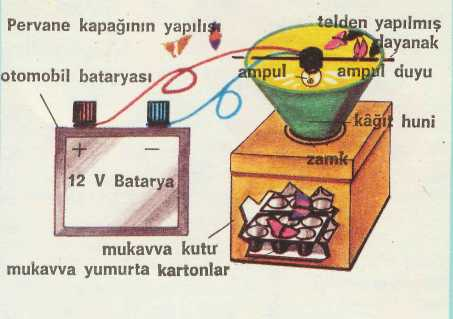 Pervane kapağının yapılışı
telden yapılmış
dayanak
otomobil bataryası
ampul
ampul duyu
kâğıt huni
zamk
+ −
12 V Batarya
mukavva kutu
mukavva yumurta kartonlar